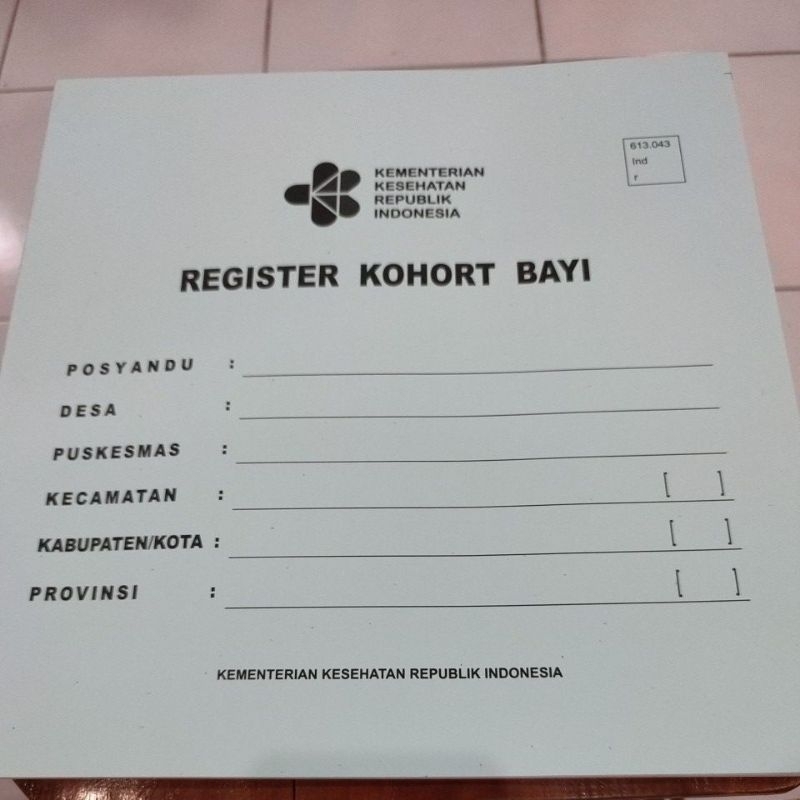 613.043
Ind
r
KEMENTERIAN
KESEHATAN
REPUBLIK
INDONESIA
REGISTER KOHORT BAYI
POSYANDU :
DESA :
PUSKESMAS :
KECAMATAN : [ ]
KABUPATEN/KOTA : [ ]
PROVINSI : [ ]
KEMENTERIAN KESEHATAN REPUBLIK INDONESIA